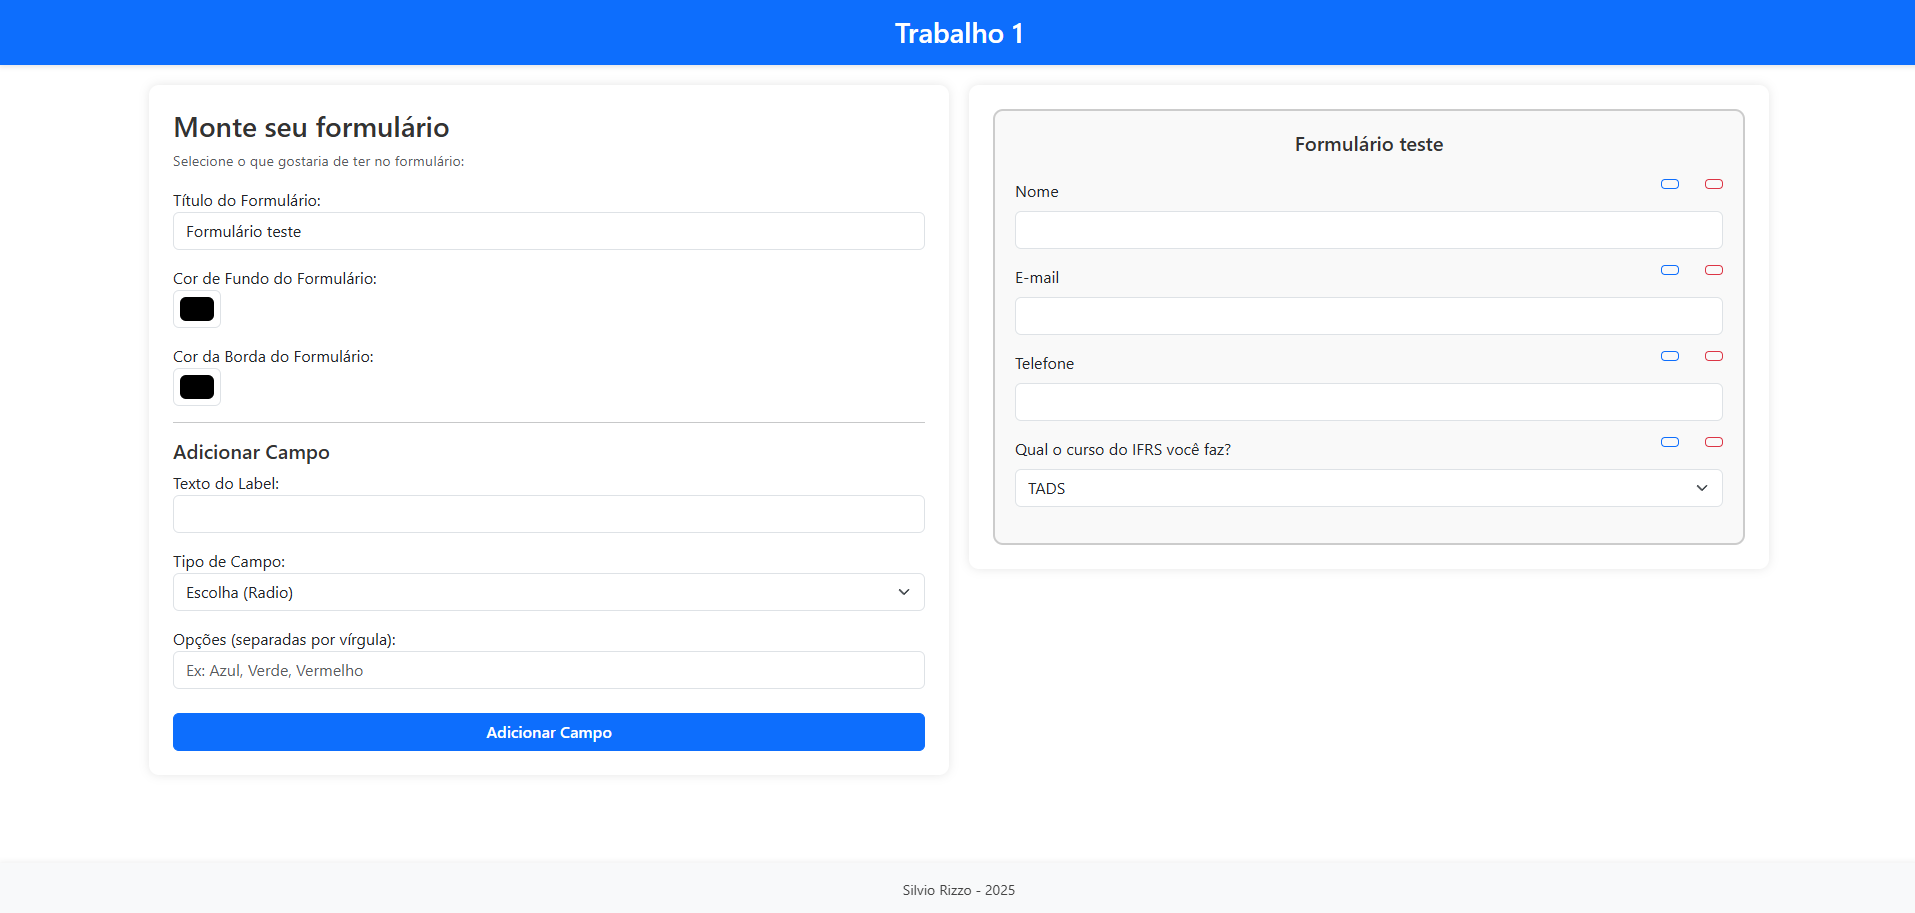 Trabalho 1
Monte seu formulário
Selecione o que gostaria de ter no formulário:
Título do Formulário:
Formulário teste
Cor de Fundo do Formulário:
Cor da Borda do Formulário:
Adicionar Campo
Texto do Label:
Tipo de Campo:
Escolha (Radio)
Opções (separadas por vírgula):
Ex: Azul, Verde, Vermelho
Adicionar Campo
Formulário teste
Nome
E-mail
Telefone
Qual o curso do IFRS você faz?
TADS
Silvio Rizzo - 2025